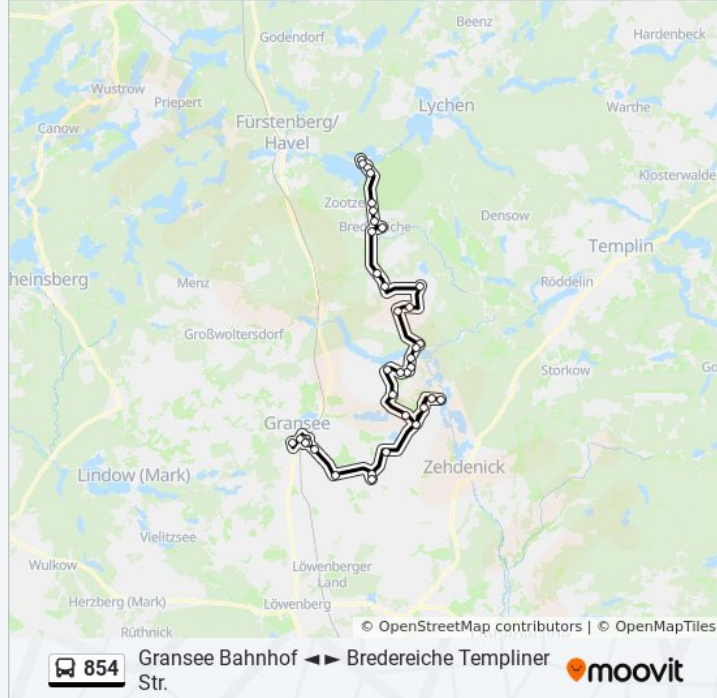 Beenz
Godendorf
Hardenbeck
Wustrow
Priepert
Lychen
Warthe
Canow
Fürstenberg/
Havel
Klosterwalde
Zootze
Densow
Templin
heinsberg
Menz
Röddelin
Großwoltersdorf
Storkow
Gransee
Lindow (Mark)
Zehdenick
Vielitzsee
Wulkow
Löwenberger
Land
Herzberg (Mark)
Löwenberg
Rüthnick
© OpenStreetMap contributors | © OpenMapTiles
854
Gransee Bahnhof ◄ ► Bredereiche Templiner
Str.
moovit